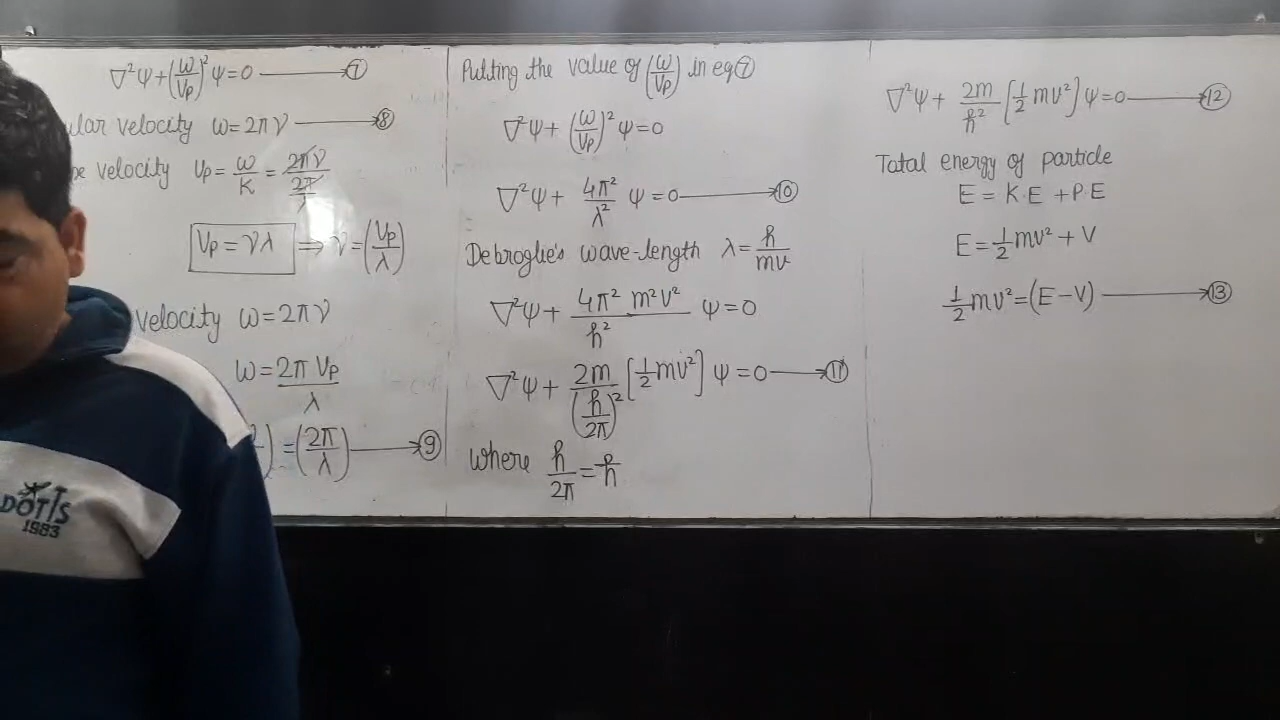 ∇²ψ + (ω/Vp)² ψ = 0 → ⑦
ular velocity ω = 2πν → ⑧
velocity Vp = ω/K = 2πν/(2π/λ)
Vp = νλ ⇒ ν = (Vp/λ)
velocity ω = 2πν
ω = 2π Vp/λ
) = (2π/λ) → ⑨
Putting the value of (ω/Vp) in eq ⑦
∇²ψ + (ω/Vp)² ψ = 0
∇²ψ + 4π²/λ² ψ = 0 → ⑩
Debroglie's wave-length λ = h/mv
∇²ψ + 4π² m²v²/h² ψ = 0
∇²ψ + 2m/(h/2π)² [½mv²] ψ = 0 → ⑪
where h/2π = ħ
∇²ψ + 2m/ħ² [½mv²] ψ = 0 → ⑫
Total energy of particle
E = K.E + P.E
E = ½mv² + V
½mv² = (E − V) → ⑬
DOTTS
1983